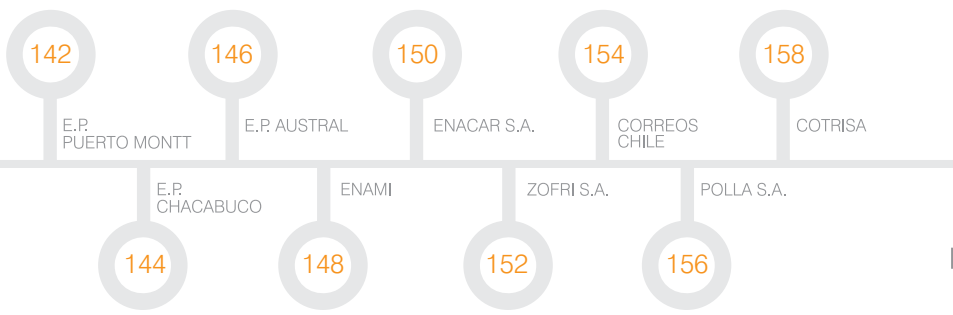 142
146
150
154
158
E.P.
PUERTO MONTT
E.P. AUSTRAL
ENACAR S.A.
CORREOS
CHILE
COTRISA
E.P.
CHACABUCO
ENAMI
ZOFRI S.A.
POLLA S.A.
144
148
152
156